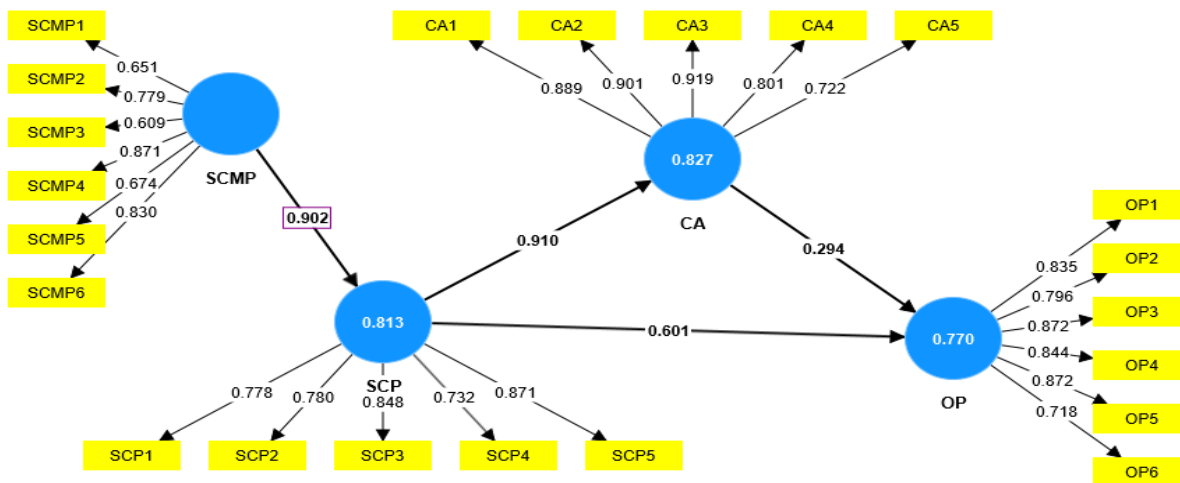 SCMP1
SCMP2
SCMP3
SCMP4
SCMP5
SCMP6
0.651
0.779
0.609
0.871
0.674
0.830
SCMP
0.902
CA1
CA2
CA3
CA4
CA5
0.889
0.901
0.919
0.801
0.722
0.827
CA
0.910
0.294
0.813
SCP
0.601
0.778
0.780
0.848
0.732
0.871
SCP1
SCP2
SCP3
SCP4
SCP5
0.770
OP
0.835
0.796
0.872
0.844
0.872
0.718
OP1
OP2
OP3
OP4
OP5
OP6